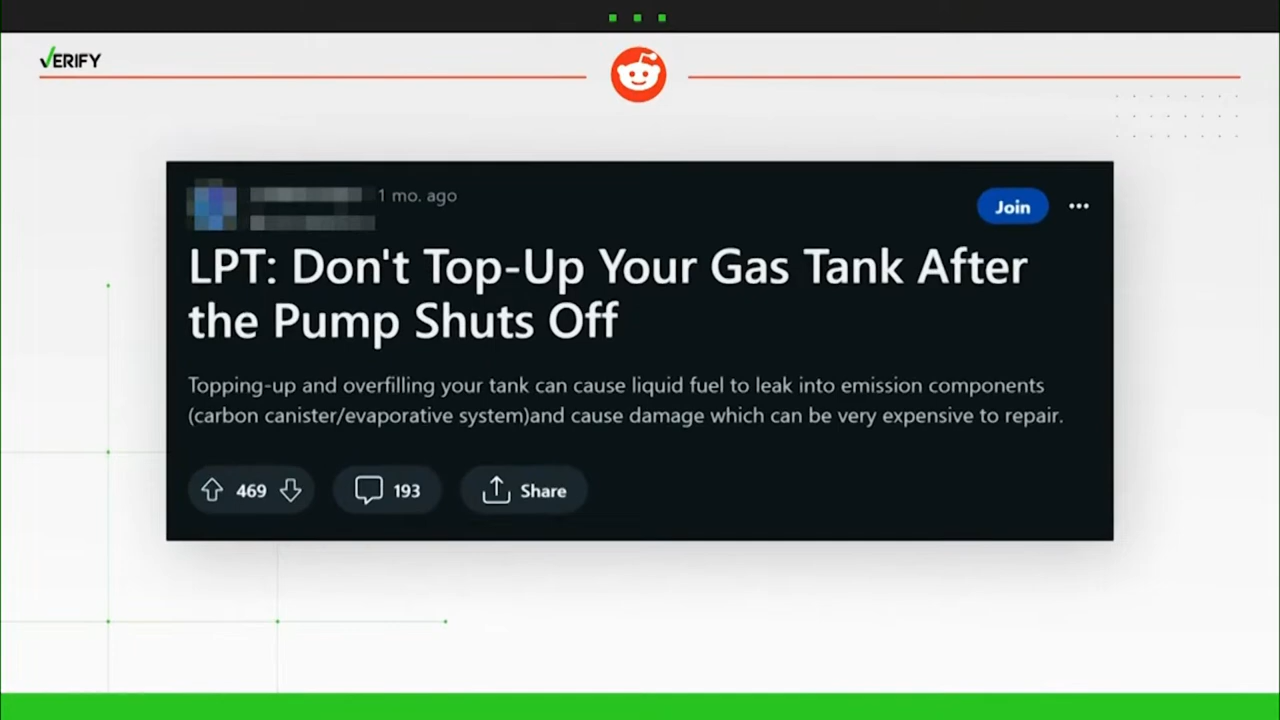 VERIFY
1 mo. ago
Join
LPT: Don't Top-Up Your Gas Tank After
the Pump Shuts Off
Topping-up and overfilling your tank can cause liquid fuel to leak into emission components
(carbon canister/evaporative system)and cause damage which can be very expensive to repair.
469
193
Share